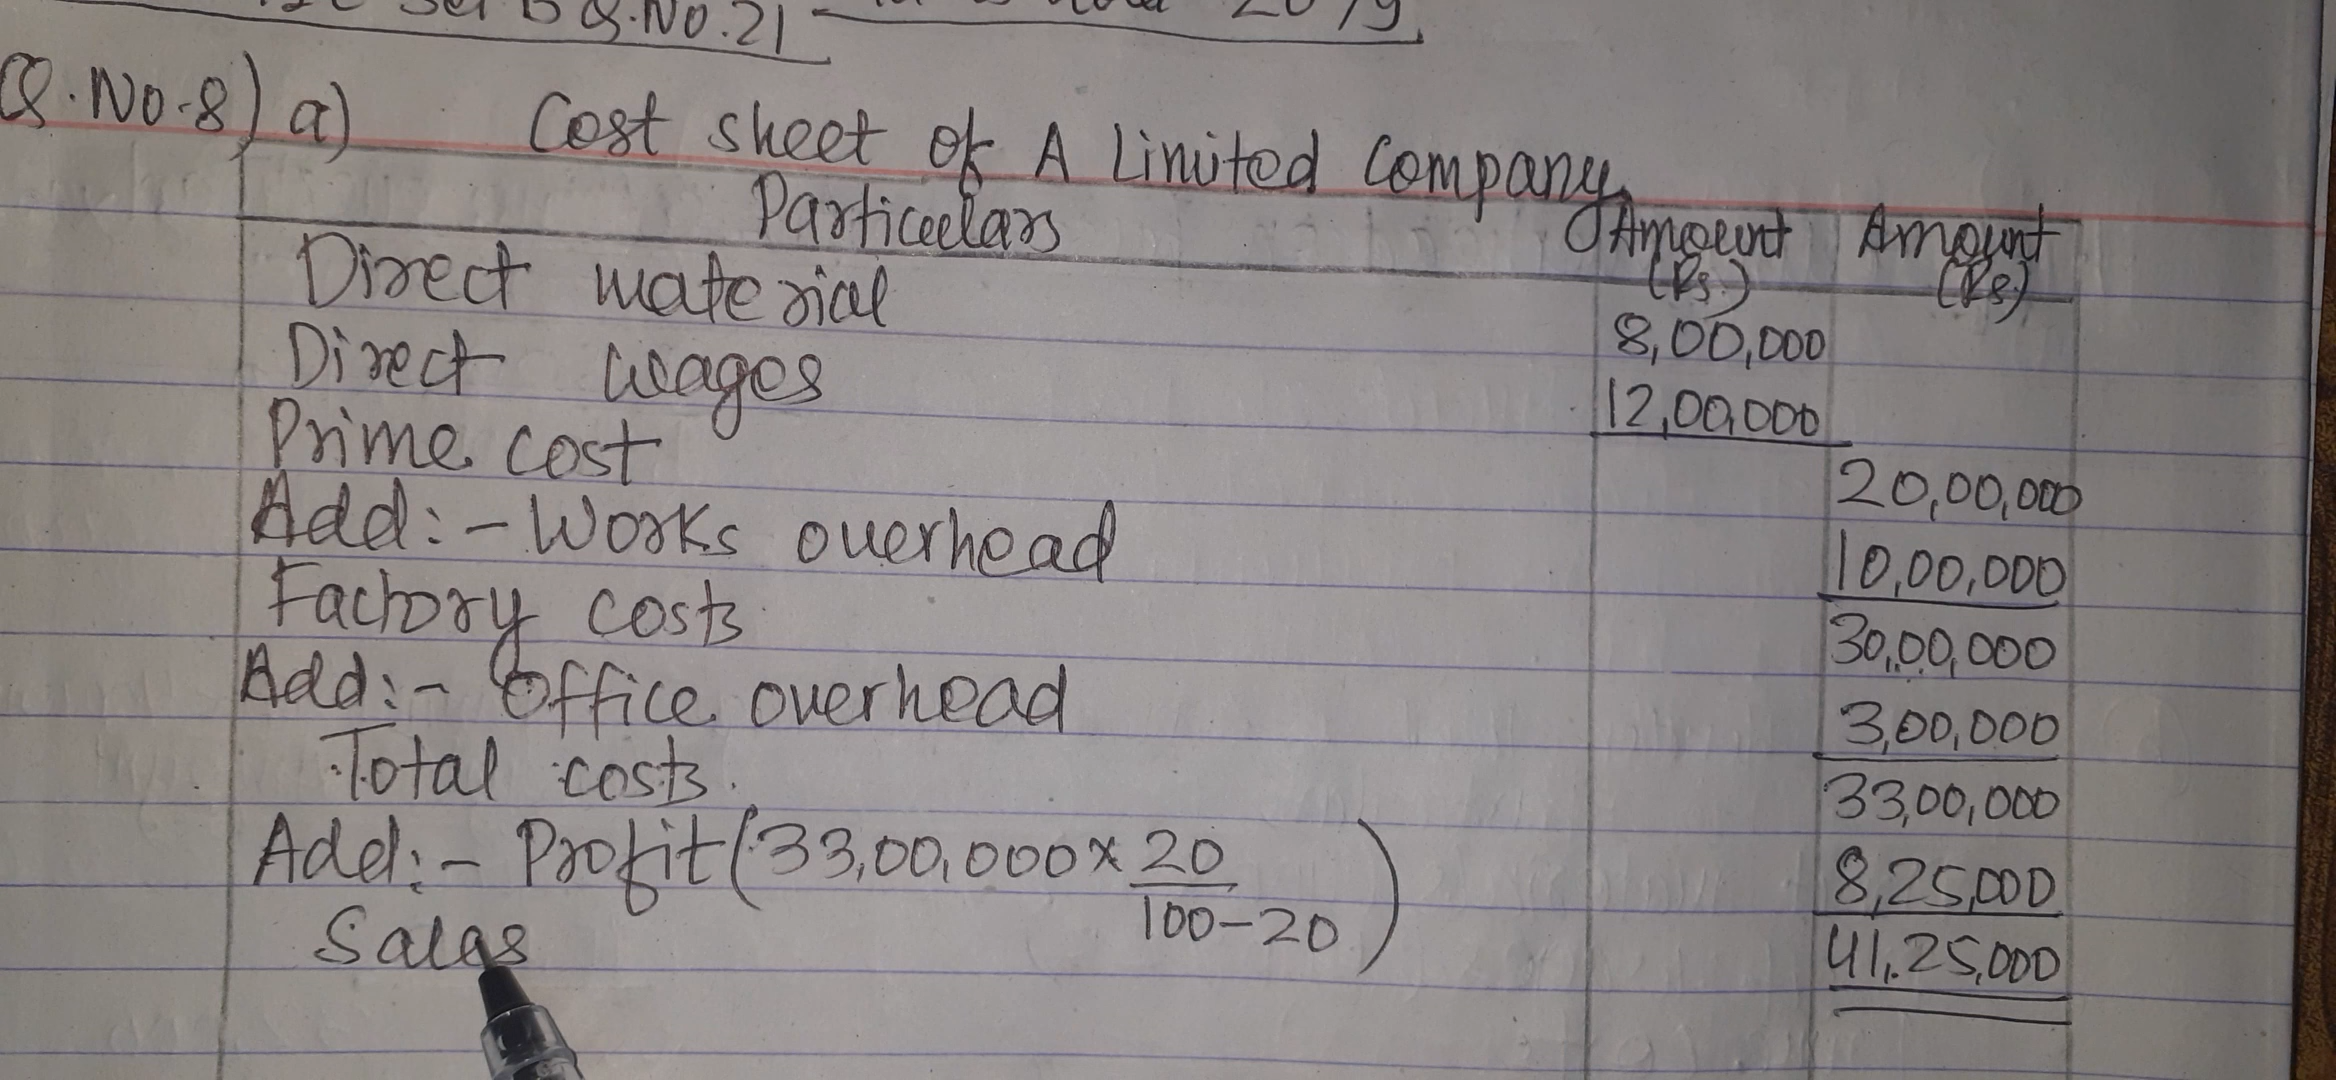 Q.No.21
2019
Q.No.8) a) Cost sheet of A Limited Company
Particulars Amount (Rs.) Amount (Rs)
Direct material 8,00,000
Direct wages 12,00,000
Prime cost 20,00,000
Add:- Works overhead 10,00,000
Factory costs 30,00,000
Add:- Office overhead 3,00,000
Total costs. 33,00,000
Add:- Profit (33,00,000 × 20/100-20) 8,25,000
Sales 41,25,000